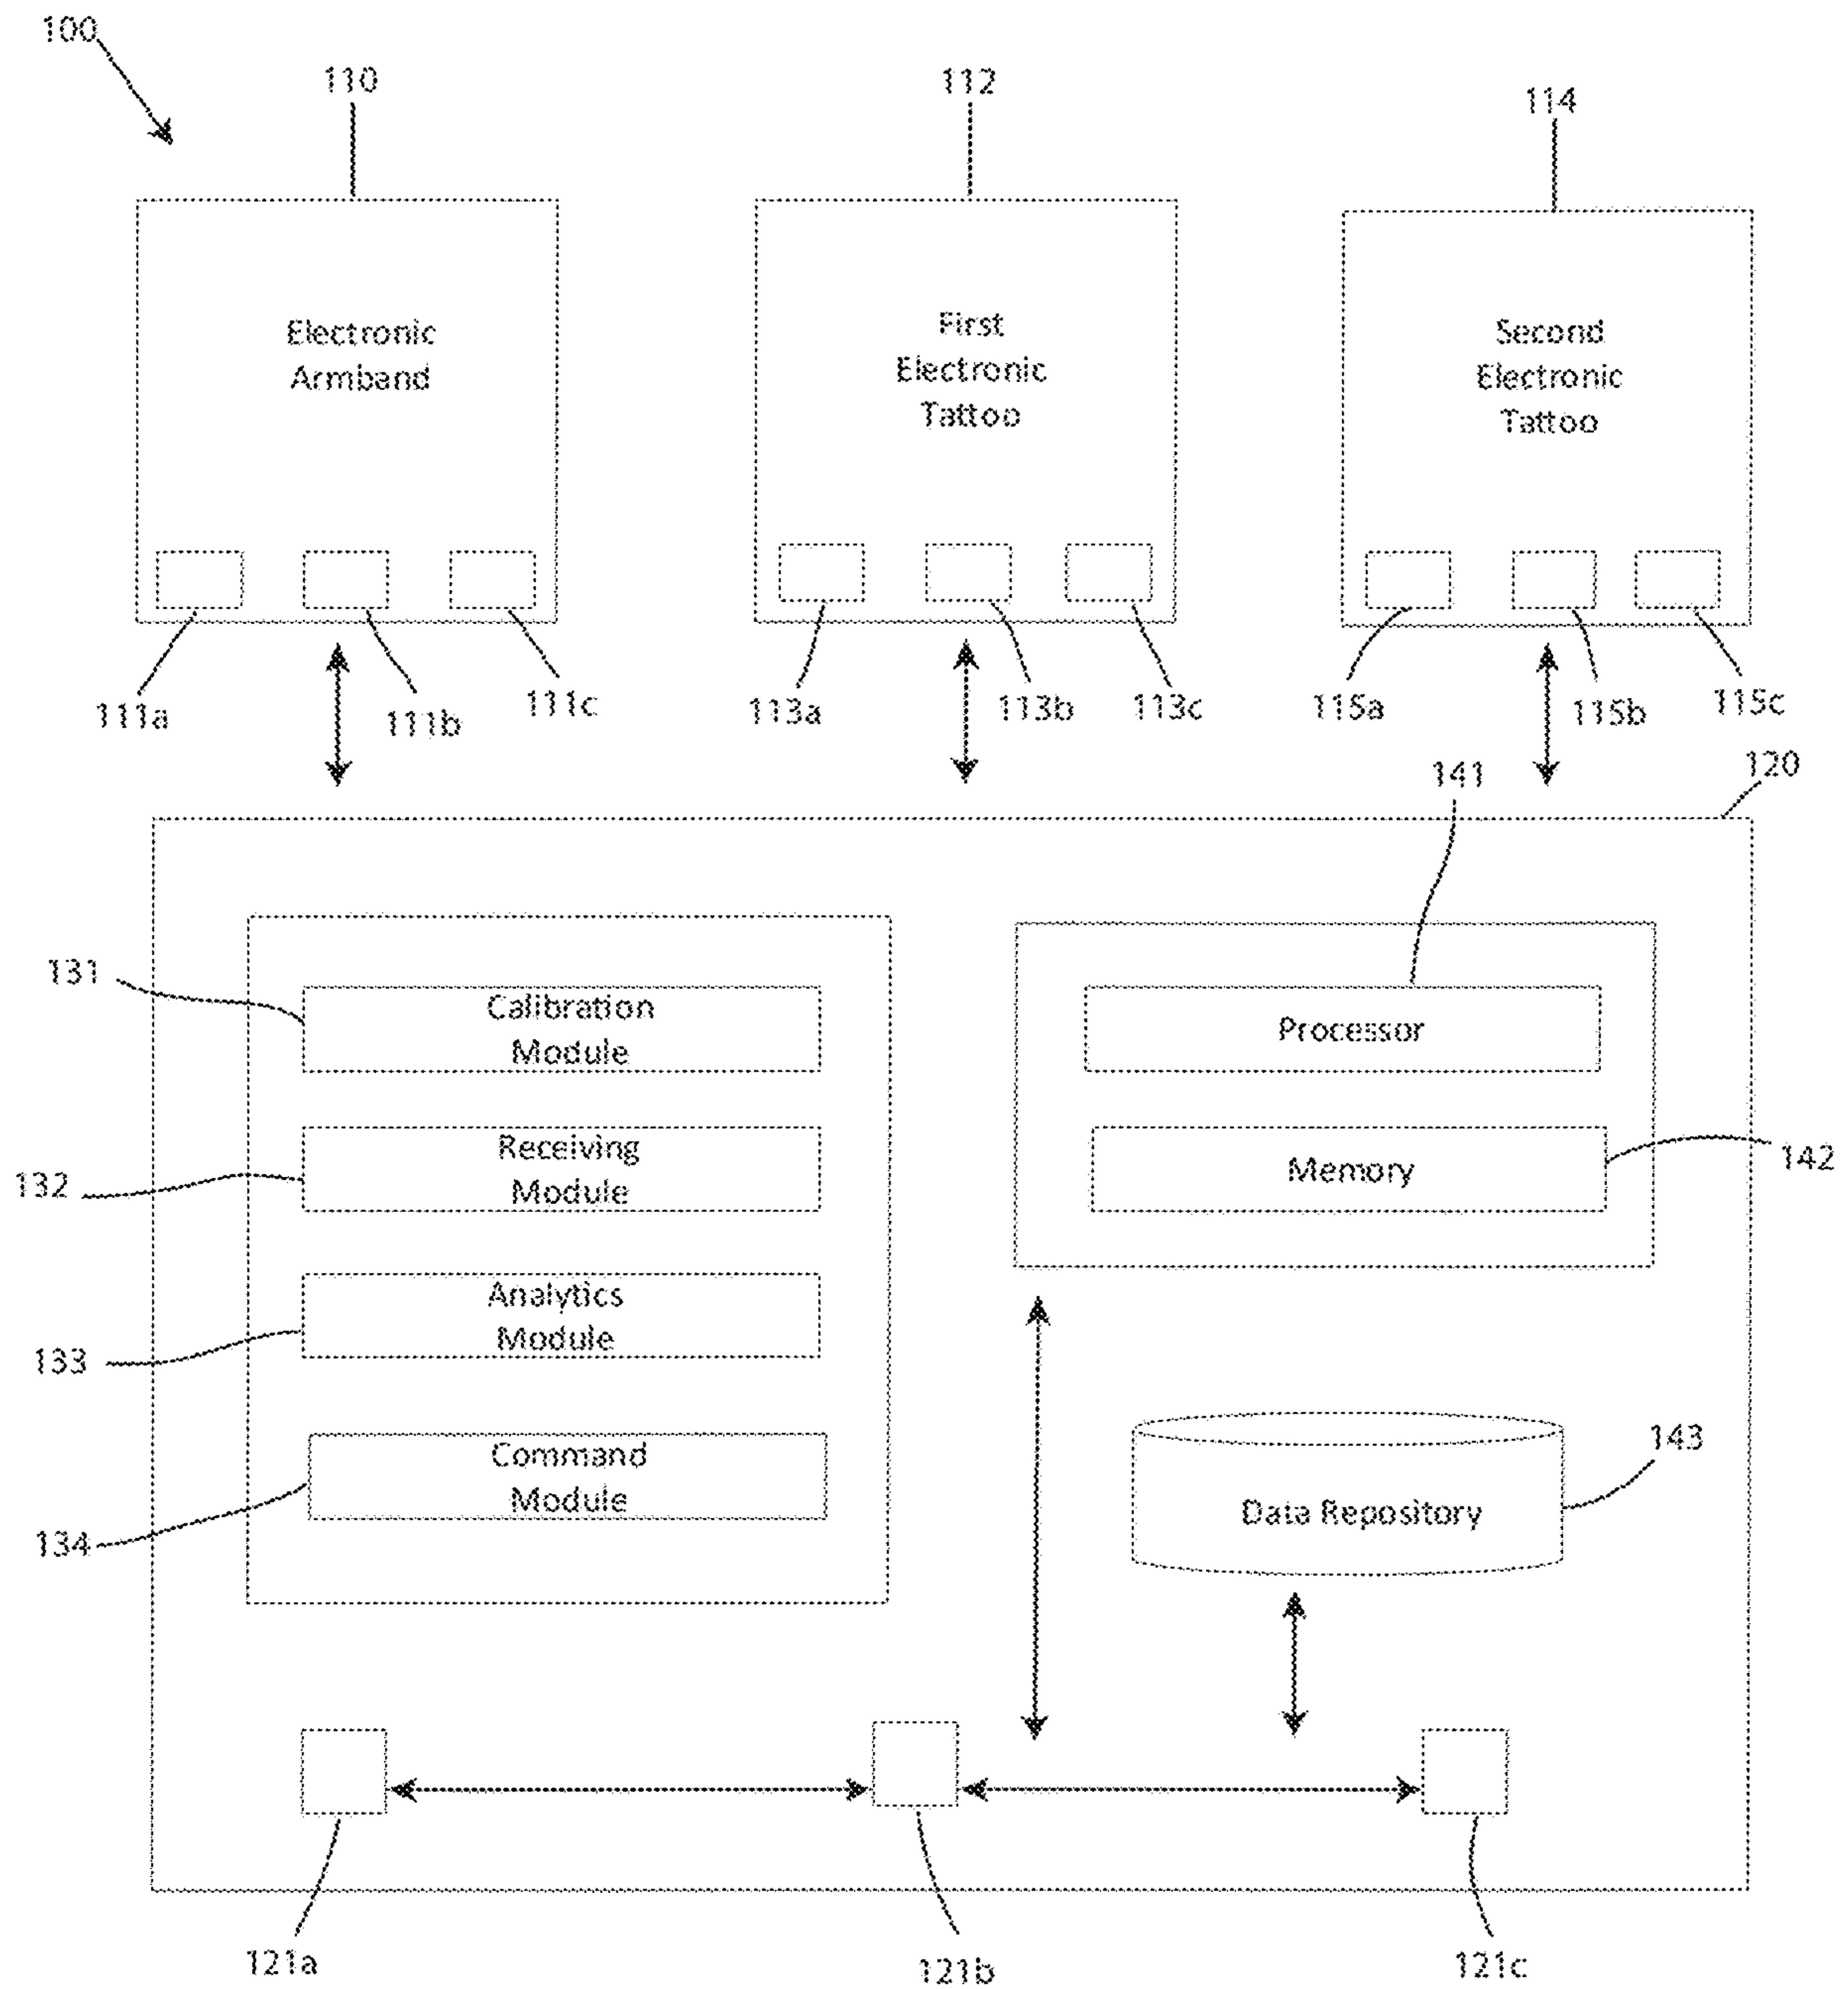 100
110
112
114
Electronic
Armband
First
Electronic
Tattoo
Second
Electronic
Tattoo
111a
111b
111c
113a
113b
113c
115a
115b
115c
120
141
131
Calibration
Module
Processor
132
Receiving
Module
Memory
142
133
Analytics
Module
143
134
Command
Module
Data Repository
121a
121b
121c